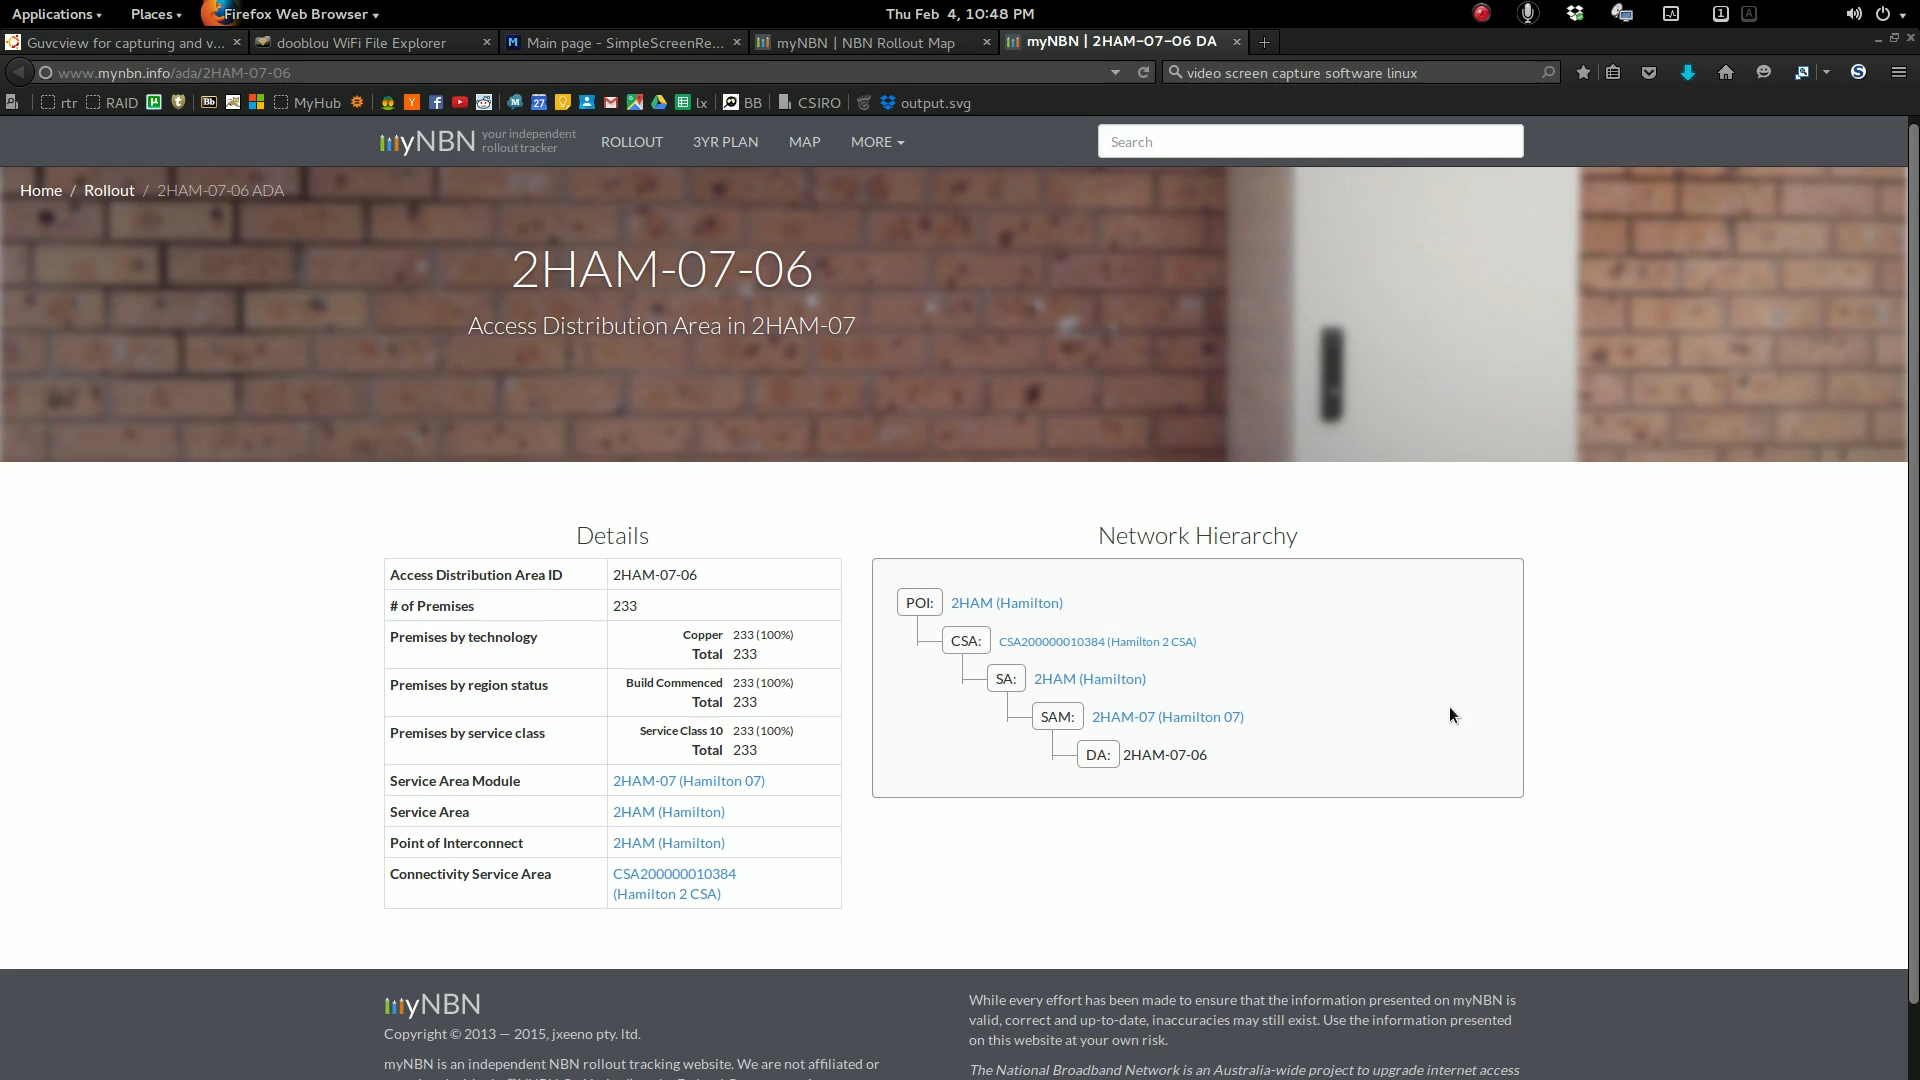 Applications Places Firefox Web Browser Thu Feb 4, 10:48 PM 1 A
Guvcview for capturing and v... dooblou WiFi File Explorer Main page - SimpleScreenRe... myNBN | NBN Rollout Map myNBN | 2HAM-07-06 DA
www.mynbn.info/ada/2HAM-07-06 video screen capture software linux
rtr RAID Bb MyHub 27 lx BB CSIRO output.svg
myNBN your independent rollout tracker ROLLOUT 3YR PLAN MAP MORE Search
Home / Rollout / 2HAM-07-06 ADA
2HAM-07-06
Access Distribution Area in 2HAM-07
Details
Access Distribution Area ID 2HAM-07-06
# of Premises 233
Premises by technology Copper 233 (100%)
Total 233
Premises by region status Build Commenced 233 (100%)
Total 233
Premises by service class Service Class 10 233 (100%)
Total 233
Service Area Module 2HAM-07 (Hamilton 07)
Service Area 2HAM (Hamilton)
Point of Interconnect 2HAM (Hamilton)
Connectivity Service Area CSA200000010384
(Hamilton 2 CSA)
Network Hierarchy
POI: 2HAM (Hamilton)
CSA: CSA200000010384 (Hamilton 2 CSA)
SA: 2HAM (Hamilton)
SAM: 2HAM-07 (Hamilton 07)
DA: 2HAM-07-06
myNBN
Copyright © 2013 — 2015, jxeeno pty. ltd.
myNBN is an independent NBN rollout tracking website. We are not affiliated or
While every effort has been made to ensure that the information presented on myNBN is
valid, correct and up-to-date, inaccuracies may still exist. Use the information presented
on this website at your own risk.
The National Broadband Network is an Australia-wide project to upgrade internet access